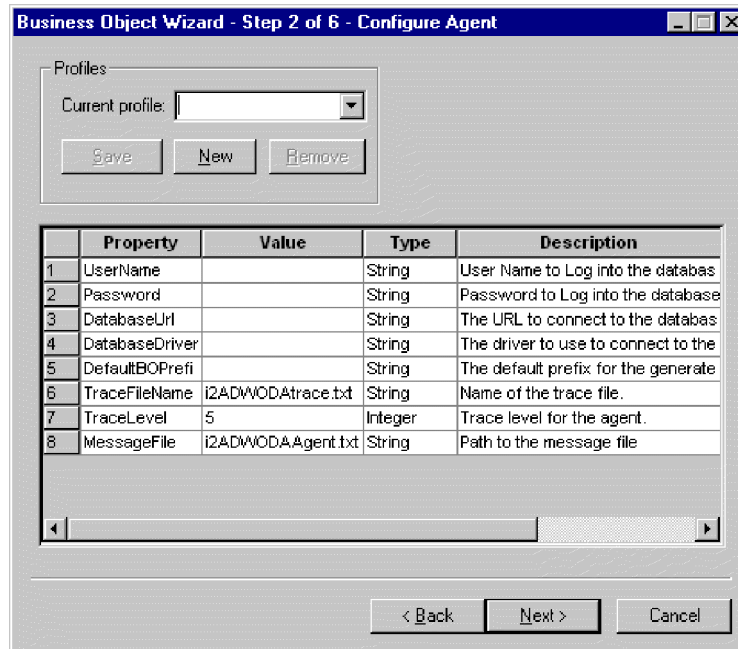 Business Object Wizard - Step 2 of 6 - Configure Agent
Profiles
Current profile:
Save New Remove
Property Value Type Description
1 UserName String User Name to Log into the databas
2 Password String Password to Log into the database
3 DatabaseUrl String The URL to connect to the databas
4 DatabaseDriver String The driver to use to connect to the
5 DefaultBOPrefi String The default prefix for the generate
6 TraceFileName i2ADWODAtrace.txt String Name of the trace file.
7 TraceLevel 5 Integer Trace level for the agent.
8 MessageFile i2ADWODAAgent.txt String Path to the message file
< Back Next > Cancel